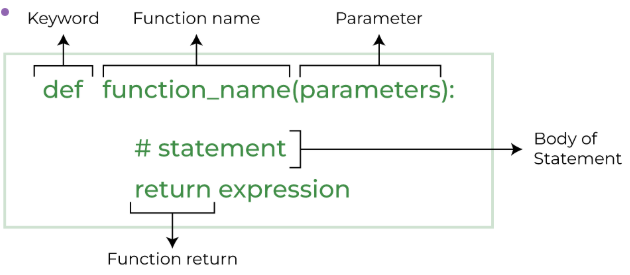 Keyword Function name Parameter
def function_name(parameters):
# statement
Body of
Statement
return expression
Function return